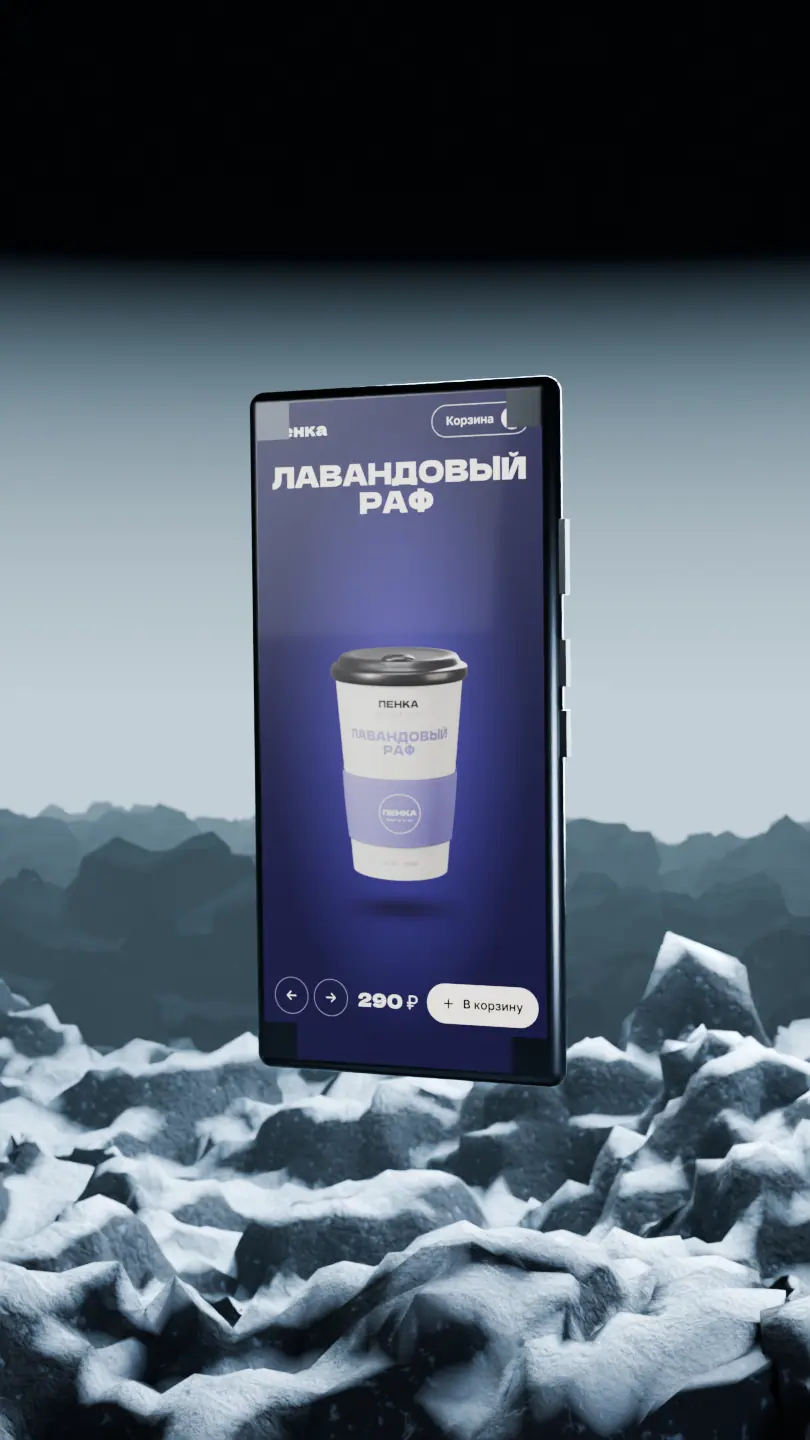 енка
Корзина
ЛАВАНДОВЫЙ
РАФ
ПЕНКА
ЛАВАНДОВЫЙ
РАФ
ПЕНКА
290 ₽
+ В корзину